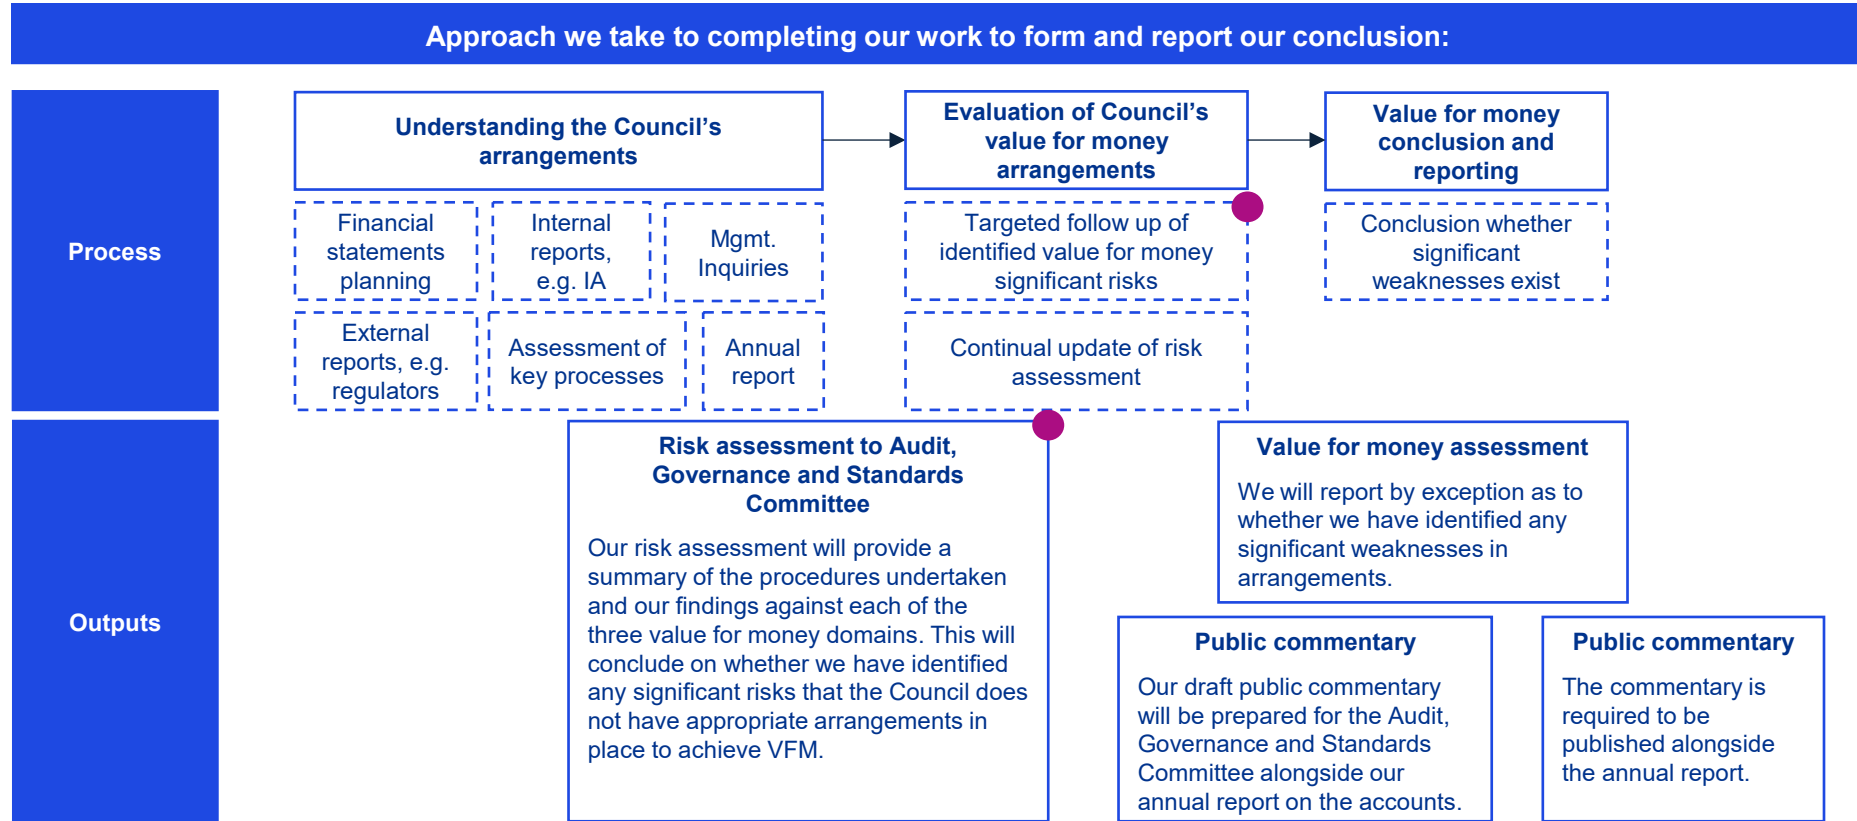 Approach we take to completing our work to form and report our conclusion:
Process
Understanding the Council’s
arrangements
Evaluation of Council’s
value for money
arrangements
Value for money
conclusion and
reporting
Financial
statements
planning
Internal
reports,
e.g. IA
Mgmt.
Inquiries
Targeted follow up of
identified value for money
significant risks
Conclusion whether
significant
weaknesses exist
External
reports, e.g.
regulators
Assessment of
key processes
Annual
report
Continual update of risk
assessment
Outputs
Risk assessment to Audit,
Governance and Standards
Committee
Our risk assessment will provide a
summary of the procedures undertaken
and our findings against each of the
three value for money domains. This will
conclude on whether we have identified
any significant risks that the Council does
not have appropriate arrangements in
place to achieve VFM.
Value for money assessment
We will report by exception as to
whether we have identified any
significant weaknesses in
arrangements.
Public commentary
Our draft public commentary
will be prepared for the Audit,
Governance and Standards
Committee alongside our
annual report on the accounts.
Public commentary
The commentary is
required to be
published alongside
the annual report.